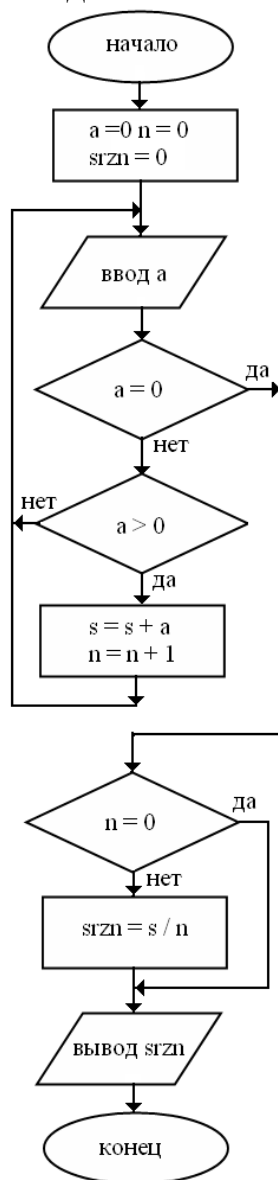 начало
a =0 n = 0
srzn = 0
ввод a
a = 0
да
нет
нет
a > 0
да
s = s + a
n = n + 1
n = 0
да
нет
srzn = s / n
вывод srzn
конец